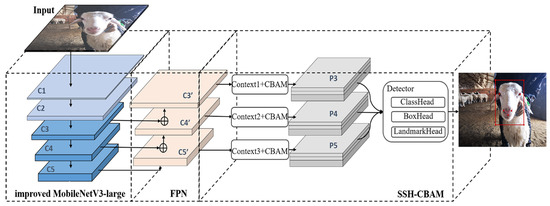 Input
C1
C2
C3
C4
C5
C3'
C4'
C5'
Context1+CBAM
Context2+CBAM
Context3+CBAM
P3
P4
P5
Detector
ClassHead
BoxHead
LandmarkHead
improved MobileNetV3-large
FPN
SSH-CBAM